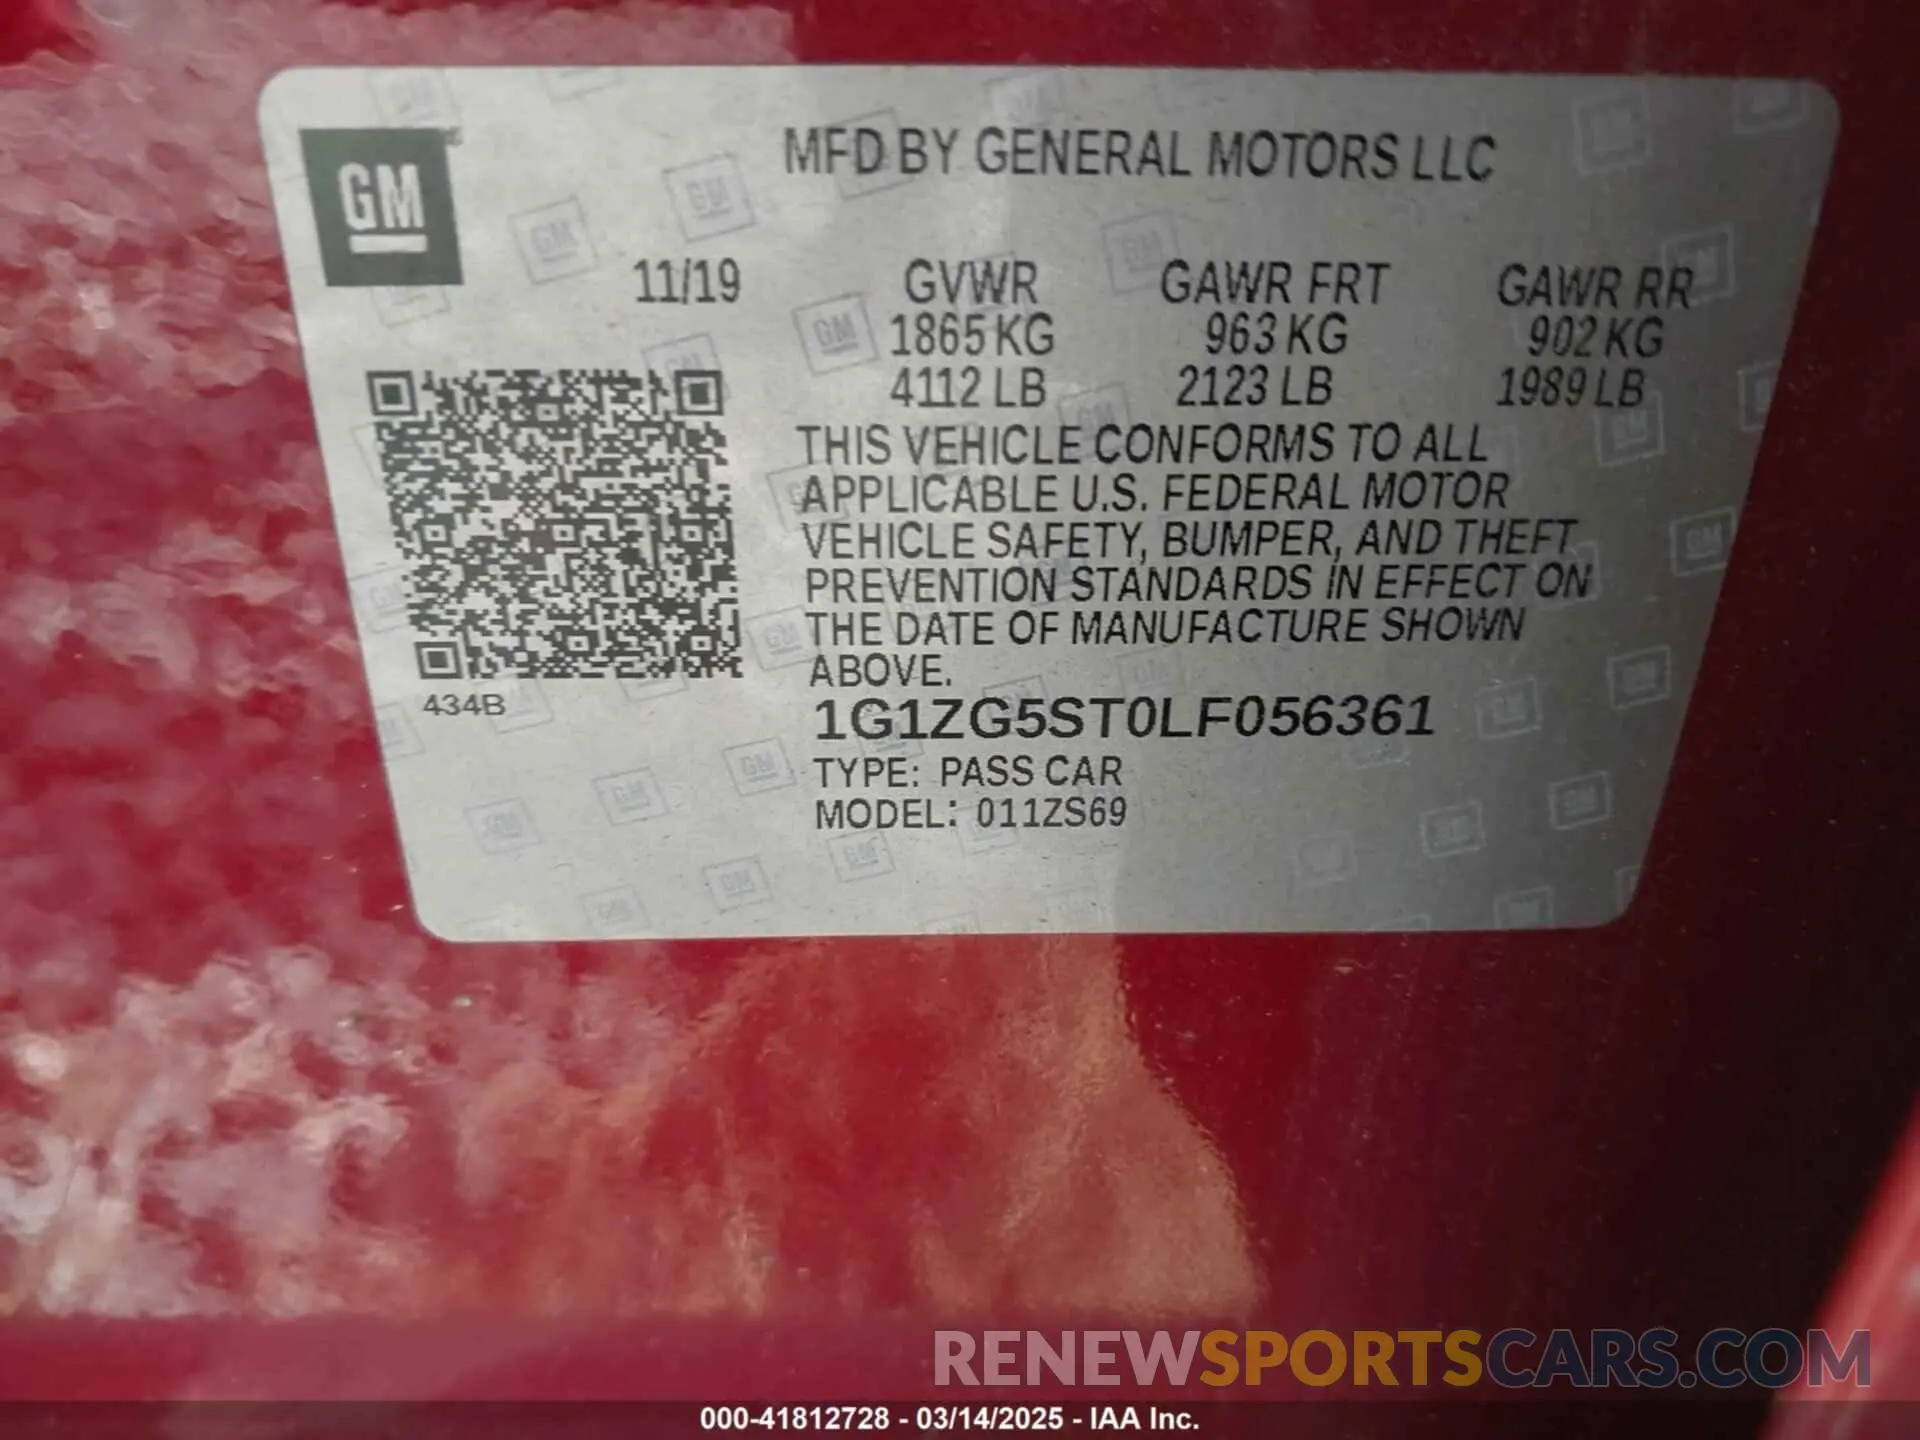 GM
MFD BY GENERAL MOTORS LLC
11/19 GVWR GAWR FRT GAWR RR
1865 KG 963 KG 902 KG
4112 LB 2123 LB 1989 LB
THIS VEHICLE CONFORMS TO ALL
APPLICABLE U.S. FEDERAL MOTOR
VEHICLE SAFETY, BUMPER, AND THEFT
PREVENTION STANDARDS IN EFFECT ON
THE DATE OF MANUFACTURE SHOWN
ABOVE.
434B
1G1ZG5ST0LF056361
TYPE: PASS CAR
MODEL: 011ZS69
RENEWSPORTSCARS.COM
000-41812728 - 03/14/2025 - IAA Inc.